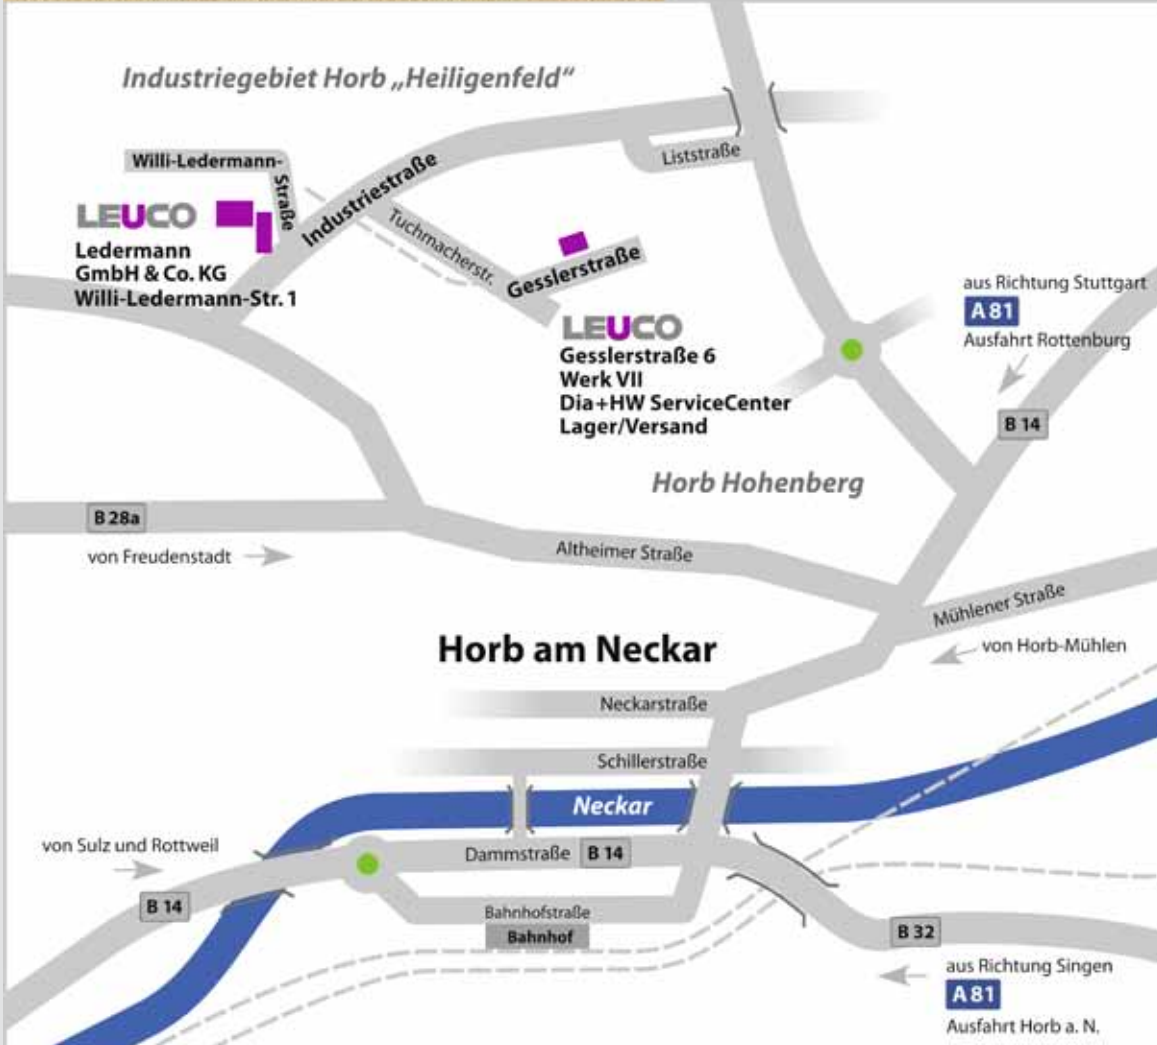 Industriegebiet Horb „Heiligenfeld“
Willi-Ledermann-
Straße
Industriestraße
Liststraße
LEUCO
Ledermann
GmbH & Co. KG
Willi-Ledermann-Str. 1
Tuchmacherstr.
Gesslerstraße
LEUCO
Gesslerstraße 6
Werk VII
Dia+HW ServiceCenter
Lager/Versand
aus Richtung Stuttgart
A 81
Ausfahrt Rottenburg
B 14
Horb Hohenberg
B 28a
von Freudenstadt
Altheimer Straße
Mühlener Straße
von Horb-Mühlen
Horb am Neckar
Neckarstraße
Schillerstraße
Neckar
von Sulz und Rottweil
B 14
Dammstraße B 14
Bahnhofstraße
Bahnhof
B 32
aus Richtung Singen
A 81
Ausfahrt Horb a. N.